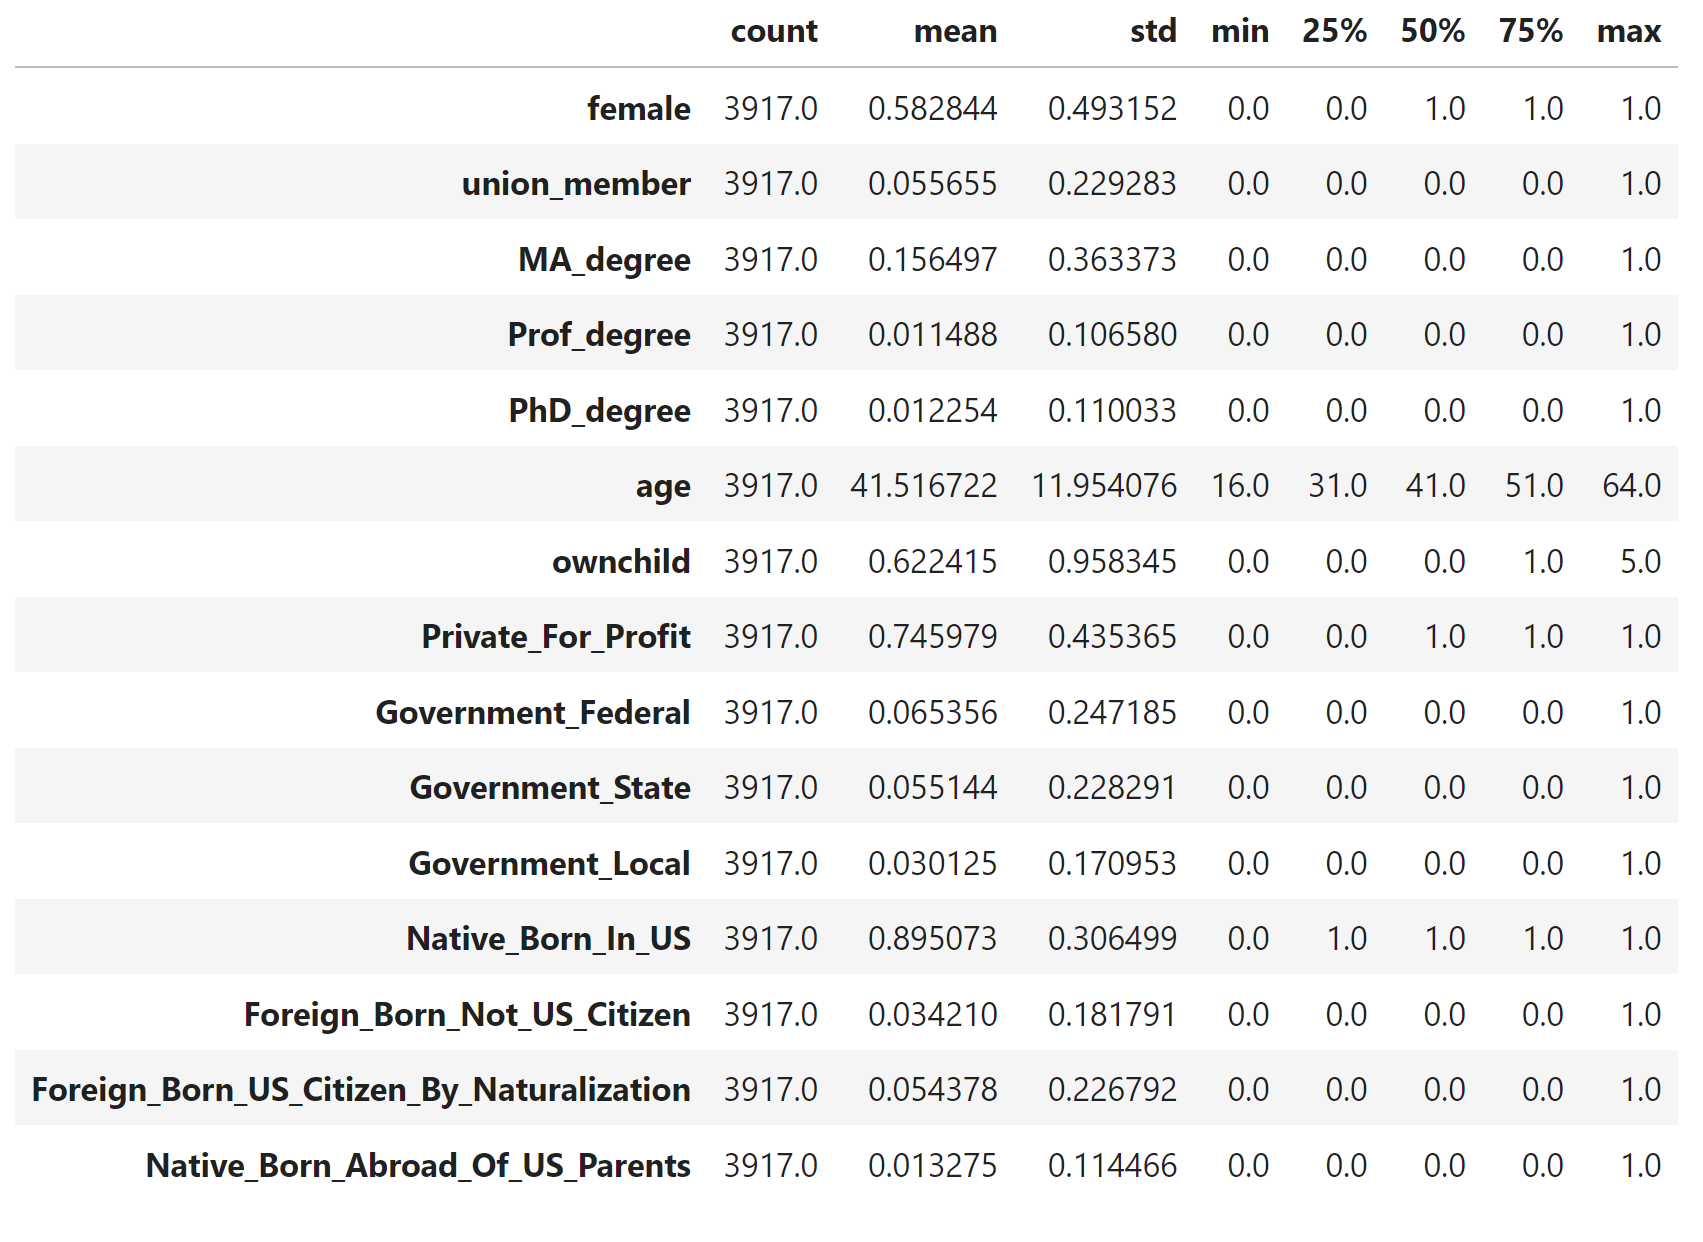 count mean std min 25% 50% 75% max
female 3917.0 0.582844 0.493152 0.0 0.0 1.0 1.0 1.0
union_member 3917.0 0.055655 0.229283 0.0 0.0 0.0 0.0 1.0
MA_degree 3917.0 0.156497 0.363373 0.0 0.0 0.0 0.0 1.0
Prof_degree 3917.0 0.011488 0.106580 0.0 0.0 0.0 0.0 1.0
PhD_degree 3917.0 0.012254 0.110033 0.0 0.0 0.0 0.0 1.0
age 3917.0 41.516722 11.954076 16.0 31.0 41.0 51.0 64.0
ownchild 3917.0 0.622415 0.958345 0.0 0.0 0.0 1.0 5.0
Private_For_Profit 3917.0 0.745979 0.435365 0.0 0.0 1.0 1.0 1.0
Government_Federal 3917.0 0.065356 0.247185 0.0 0.0 0.0 0.0 1.0
Government_State 3917.0 0.055144 0.228291 0.0 0.0 0.0 0.0 1.0
Government_Local 3917.0 0.030125 0.170953 0.0 0.0 0.0 0.0 1.0
Native_Born_In_US 3917.0 0.895073 0.306499 0.0 1.0 1.0 1.0 1.0
Foreign_Born_Not_US_Citizen 3917.0 0.034210 0.181791 0.0 0.0 0.0 0.0 1.0
Foreign_Born_US_Citizen_By_Naturalization 3917.0 0.054378 0.226792 0.0 0.0 0.0 0.0 1.0
Native_Born_Abroad_Of_US_Parents 3917.0 0.013275 0.114466 0.0 0.0 0.0 0.0 1.0